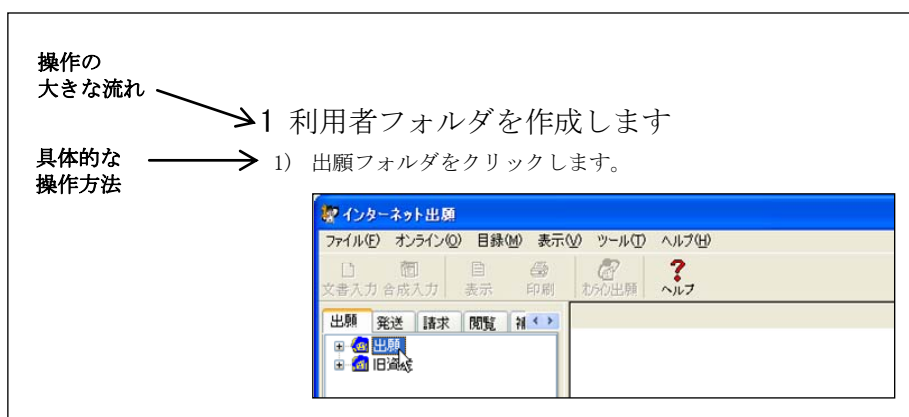 操作の
大きな流れ
1 利用者フォルダを作成します
具体的な
操作方法
1) 出願フォルダをクリックします。
インターネット出願
ファイル(F) オンライン(O) 目録(M) 表示(V) ツール(T) ヘルプ(H)
文書入力 合成入力 表示 印刷 出願 ヘルプ
出願 発送 請求 閲覧
出願